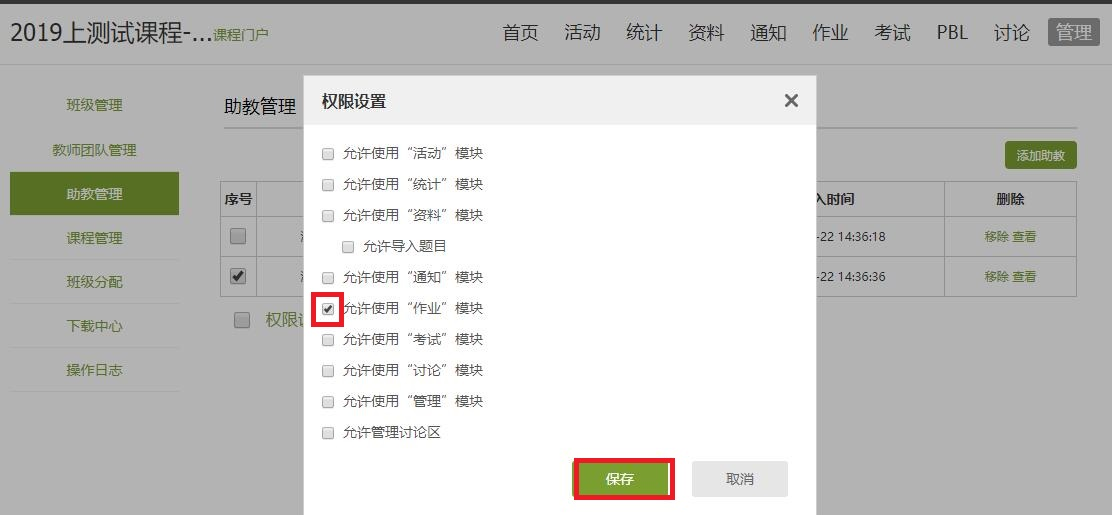 2019上测试课程-...课程门户
首页 活动 统计 资料 通知 作业 考试 PBL 讨论 管理
班级管理
教师团队管理
助教管理
课程管理
班级分配
下载中心
操作日志
助教管理
添加助教
序号 入时间 删除
-22 14:36:18 移除 查看
-22 14:36:36 移除 查看
权限
权限设置
允许使用“活动”模块
允许使用“统计”模块
允许使用“资料”模块
允许导入题目
允许使用“通知”模块
允许使用“作业”模块
允许使用“考试”模块
允许使用“讨论”模块
允许使用“管理”模块
允许管理讨论区
保存 取消